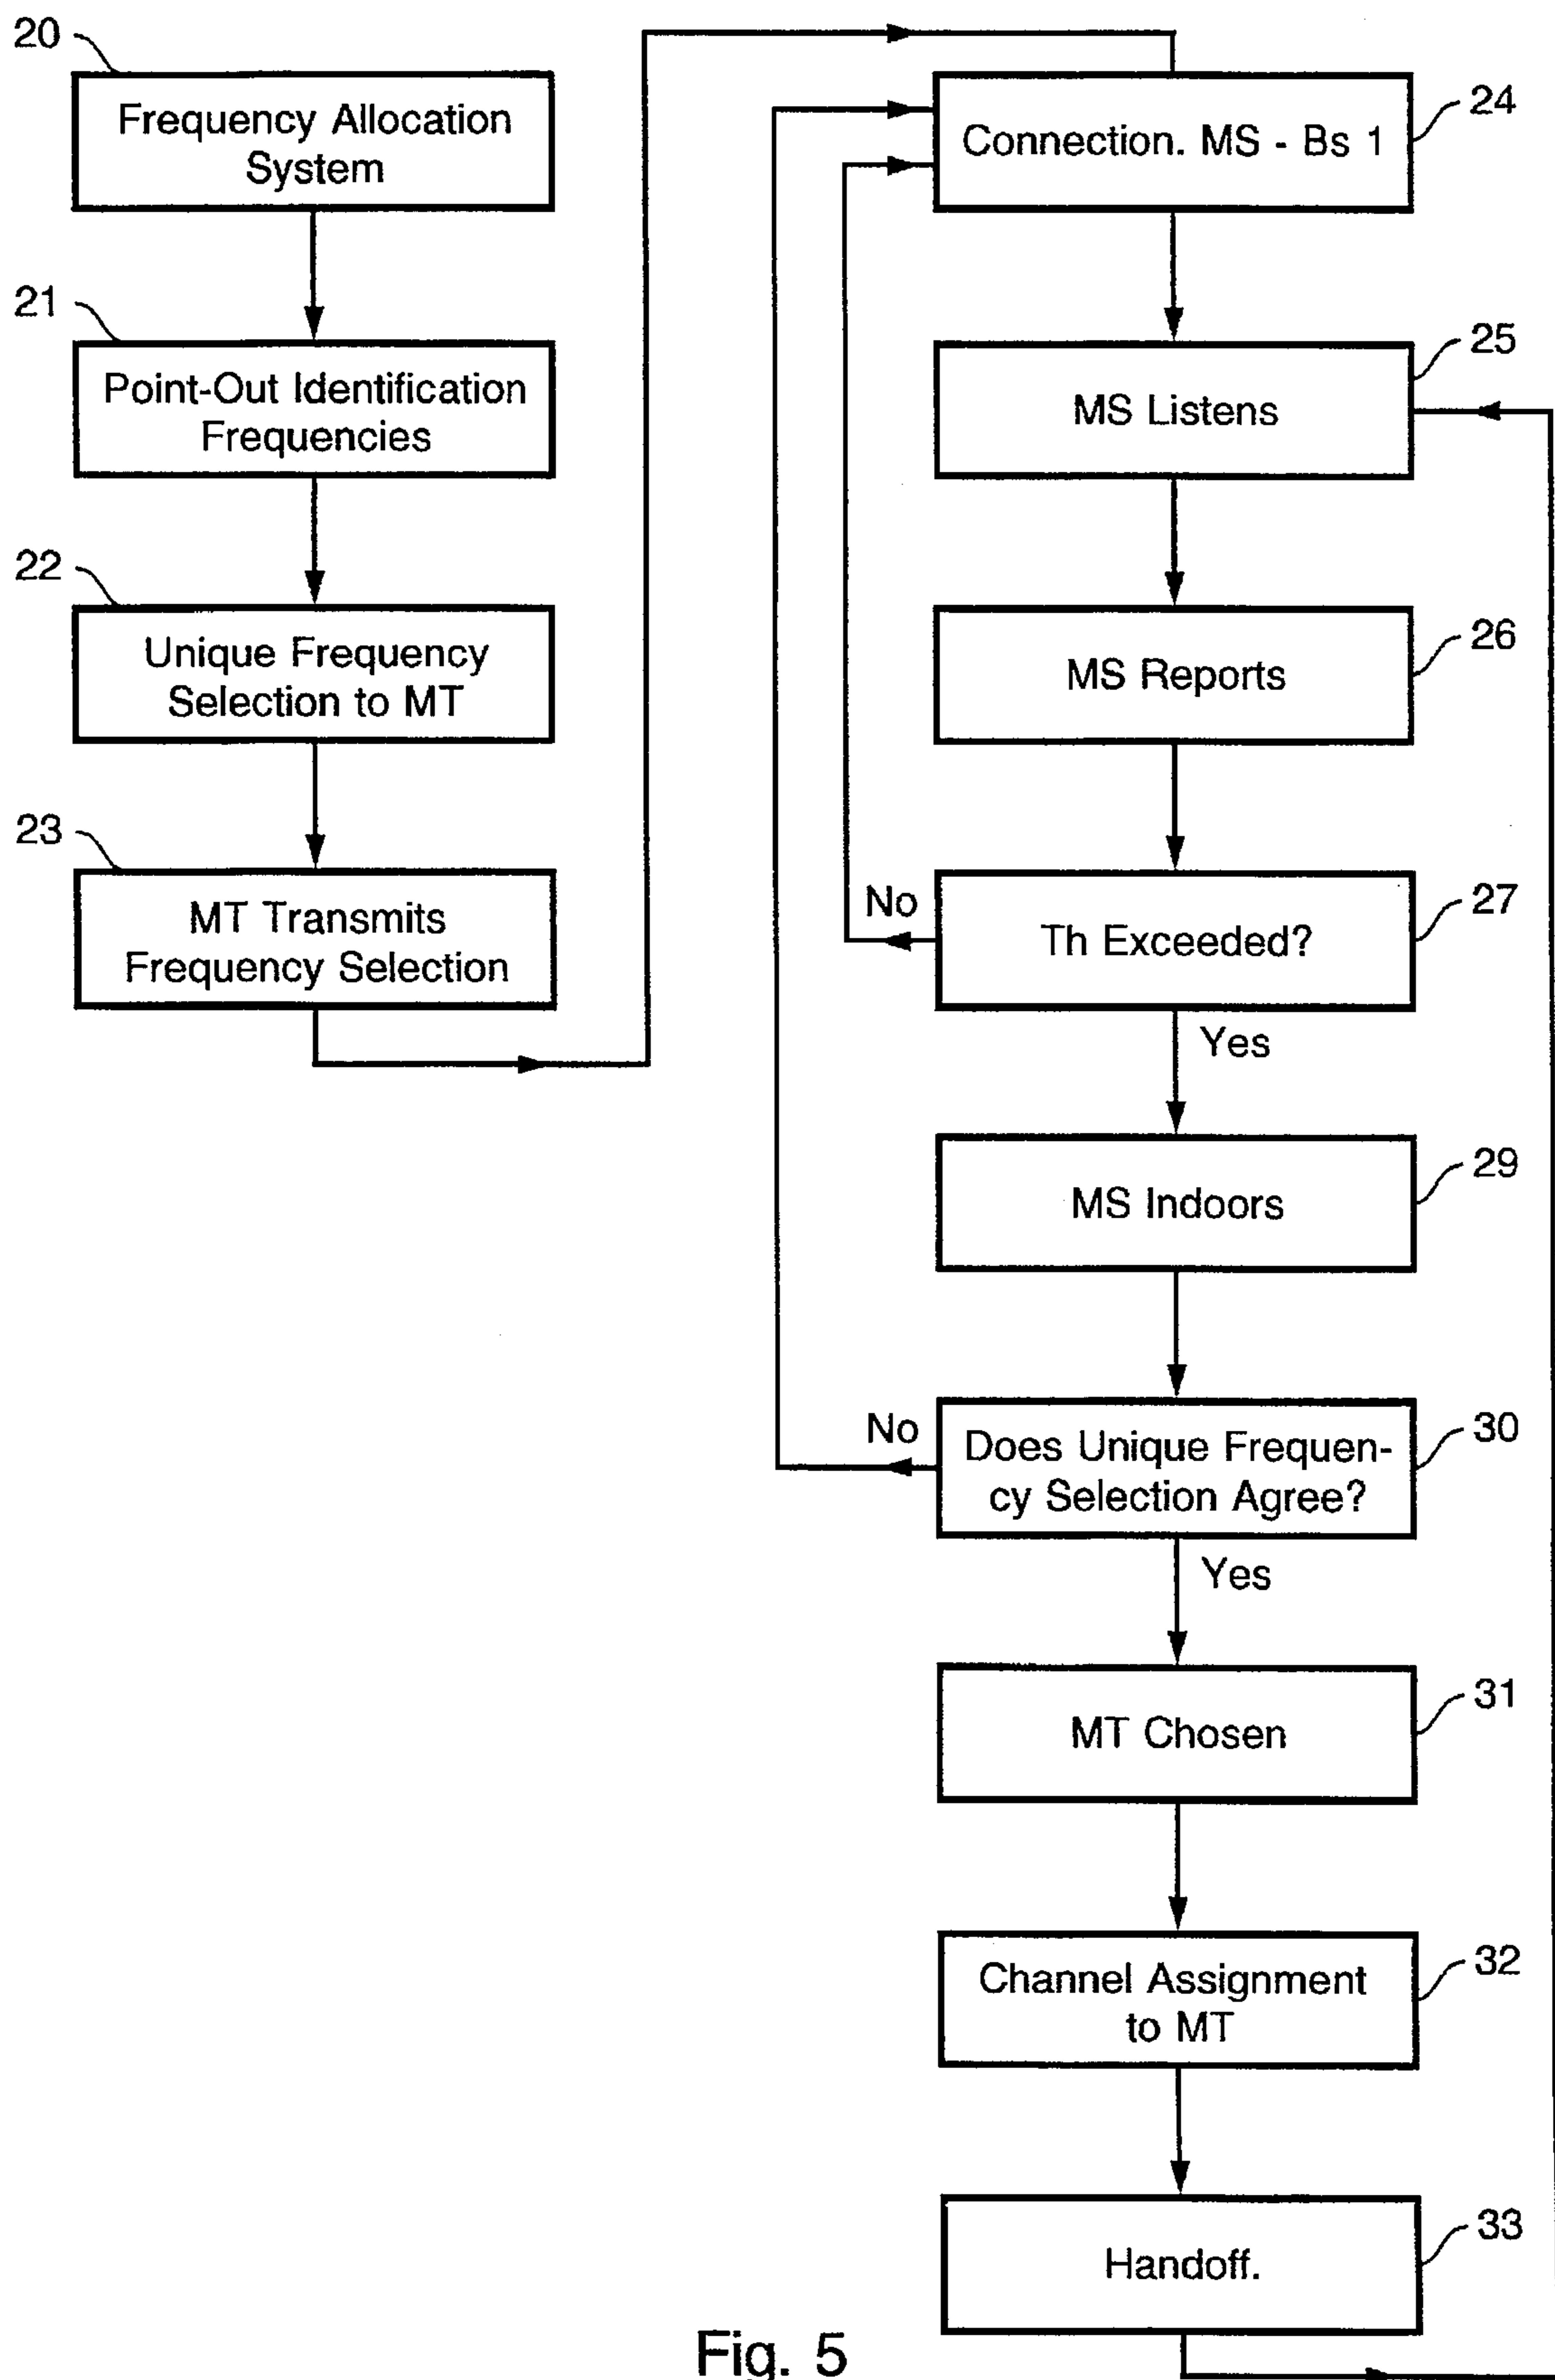 20
Frequency Allocation
System
21
Point-Out Identification
Frequencies
22
Unique Frequency
Selection to MT
23
MT Transmits
Frequency Selection
24
Connection. MS - Bs 1
25
MS Listens
26
MS Reports
27
No
Th Exceeded?
Yes
29
MS Indoors
30
No
Does Unique Frequen-
cy Selection Agree?
Yes
31
MT Chosen
32
Channel Assignment
to MT
33
Handoff.
Fig. 5